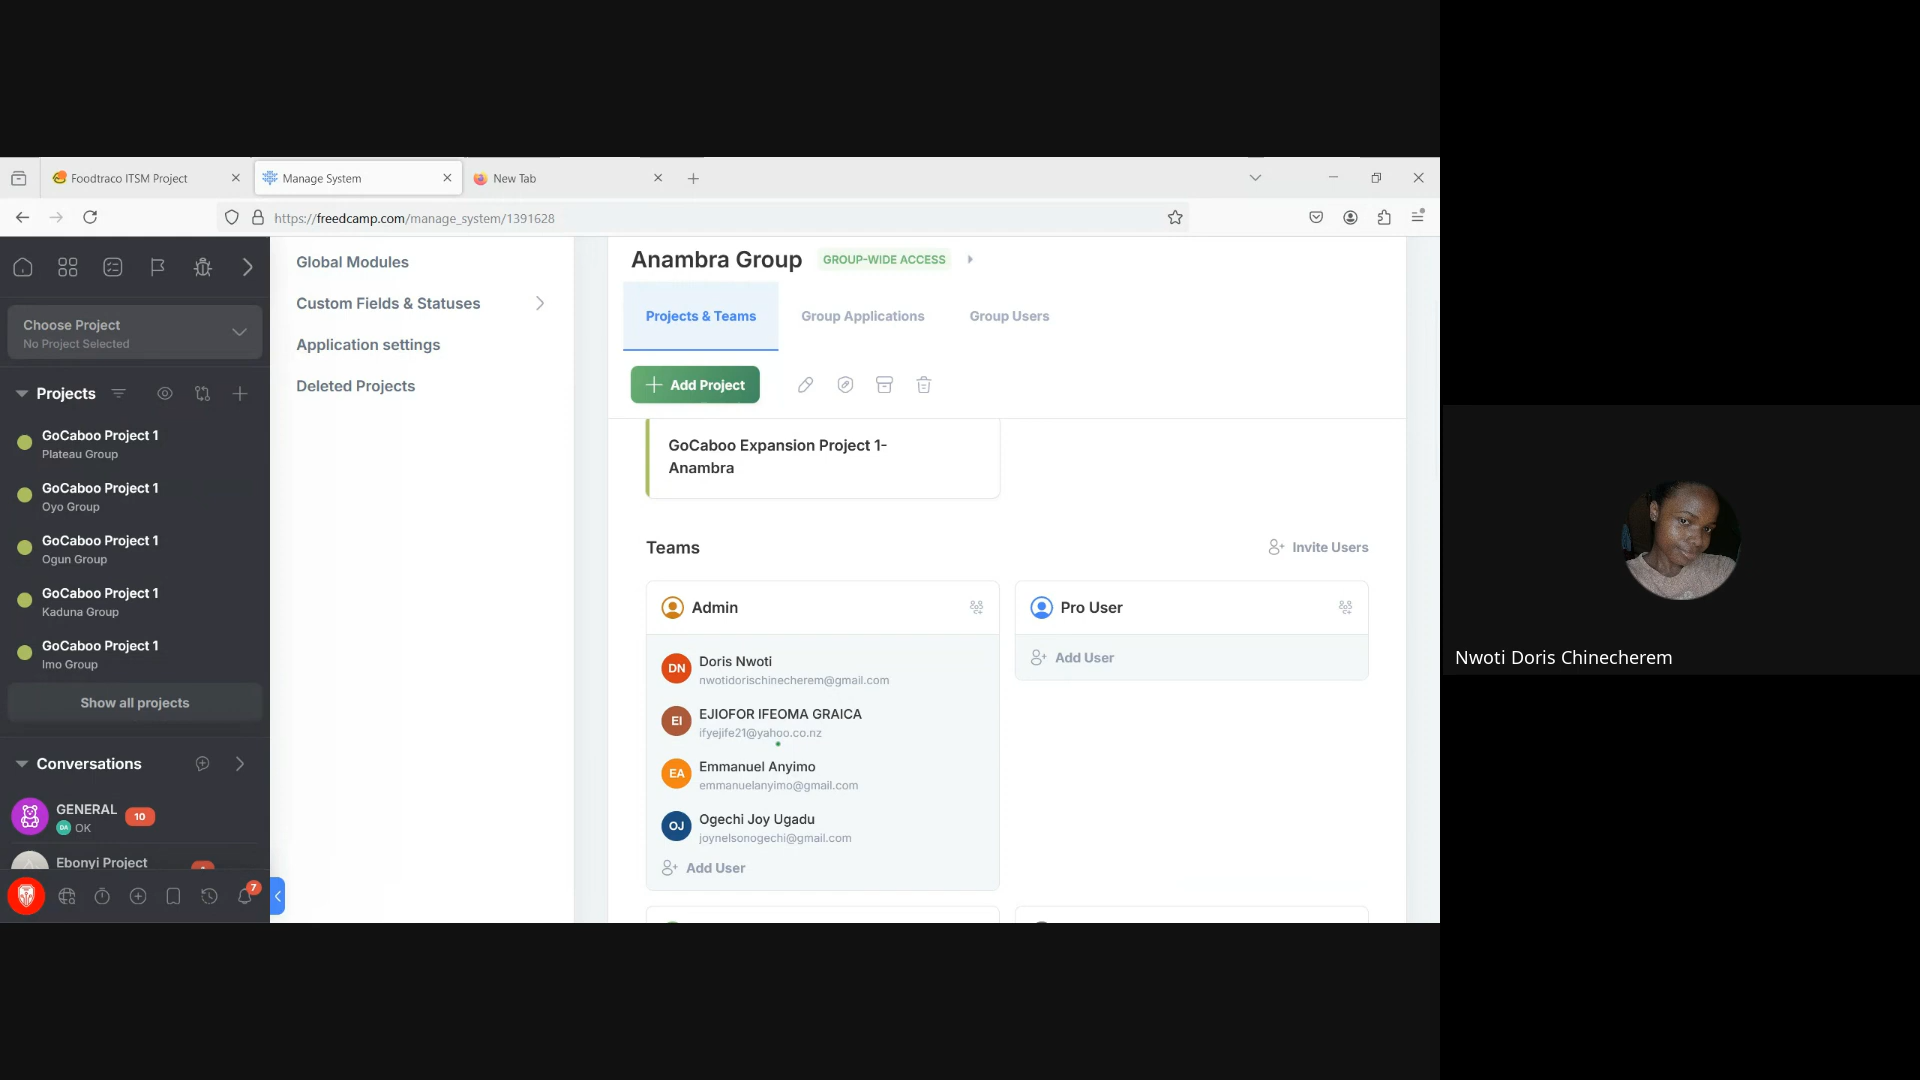 Foodtraco ITSM Project
Manage System
New Tab
https://freedcamp.com/manage_system/1391628
Choose Project
No Project Selected
Projects
GoCaboo Project 1
Plateau Group
GoCaboo Project 1
Oyo Group
GoCaboo Project 1
Ogun Group
GoCaboo Project 1
Kaduna Group
GoCaboo Project 1
Imo Group
Show all projects
Conversations
GENERAL
10
DA OK
Ebonyi Project
7
Global Modules
Custom Fields & Statuses
Application settings
Deleted Projects
Anambra Group
GROUP-WIDE ACCESS
Projects & Teams
Group Applications
Group Users
Add Project
GoCaboo Expansion Project 1-
Anambra
Teams
Invite Users
Admin
DN
Doris Nwoti
nwotidorischinecherem@gmail.com
EI
EJIOFOR IFEOMA GRAICA
ifyejife21@yahoo.co.nz
EA
Emmanuel Anyimo
emmanuelanyimo@gmail.com
OJ
Ogechi Joy Ugadu
joynelsonogechi@gmail.com
Add User
Pro User
Add User
Nwoti Doris Chinecherem